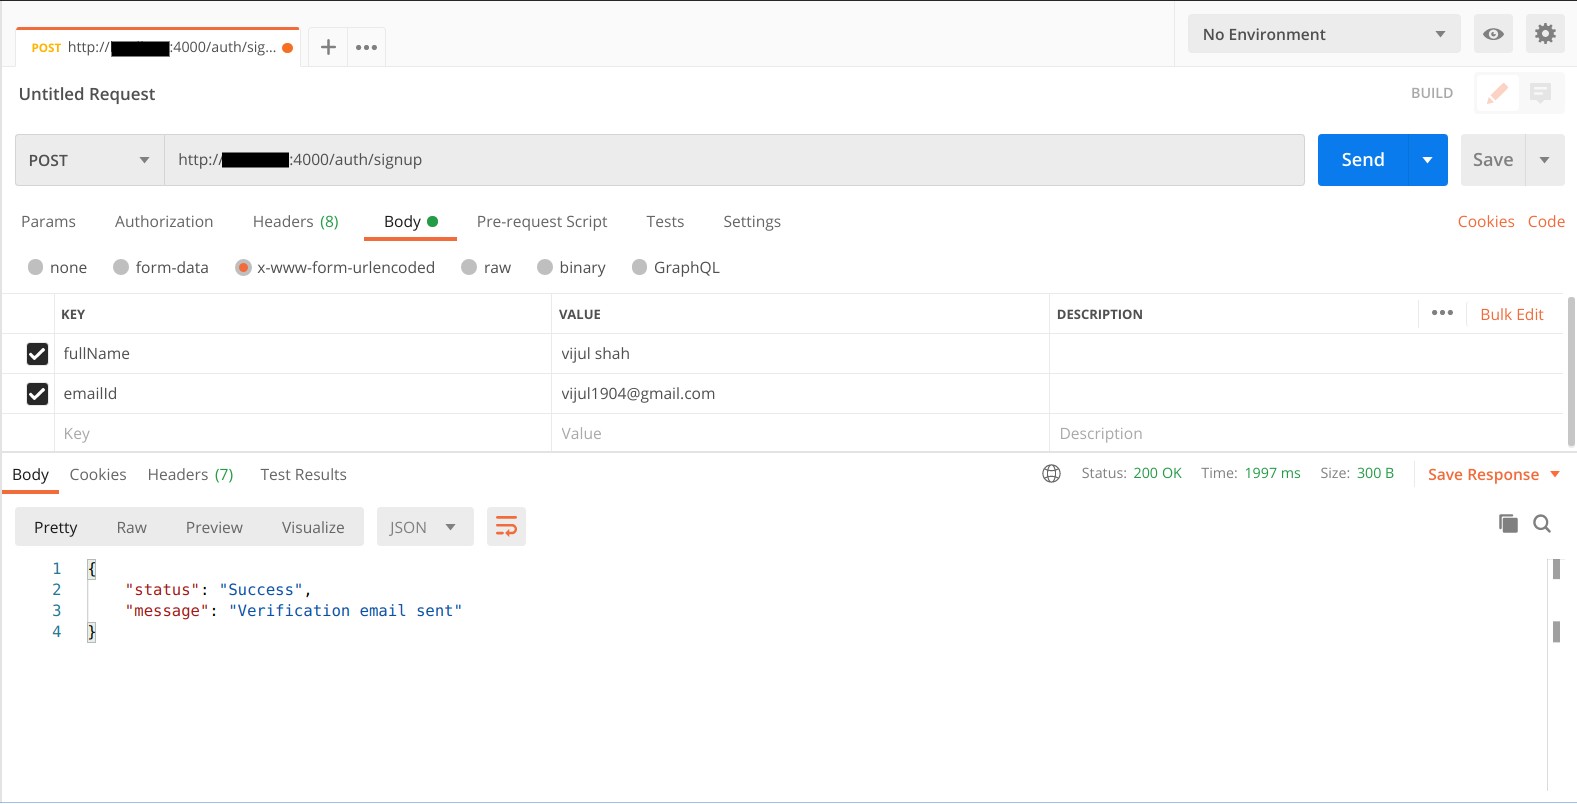 POST http:// :4000/auth/sig... + ••• No Environment
Untitled Request BUILD
POST http:// :4000/auth/signup Send Save
Params Authorization Headers (8) Body Pre-request Script Tests Settings Cookies Code
none form-data x-www-form-urlencoded raw binary GraphQL
KEY VALUE DESCRIPTION ••• Bulk Edit
fullName vijul shah
emailId vijul1904@gmail.com
Key Value Description
Body Cookies Headers (7) Test Results Status: 200 OK Time: 1997 ms Size: 300 B Save Response
Pretty Raw Preview Visualize JSON
1 {
2 "status": "Success",
3 "message": "Verification email sent"
4 }